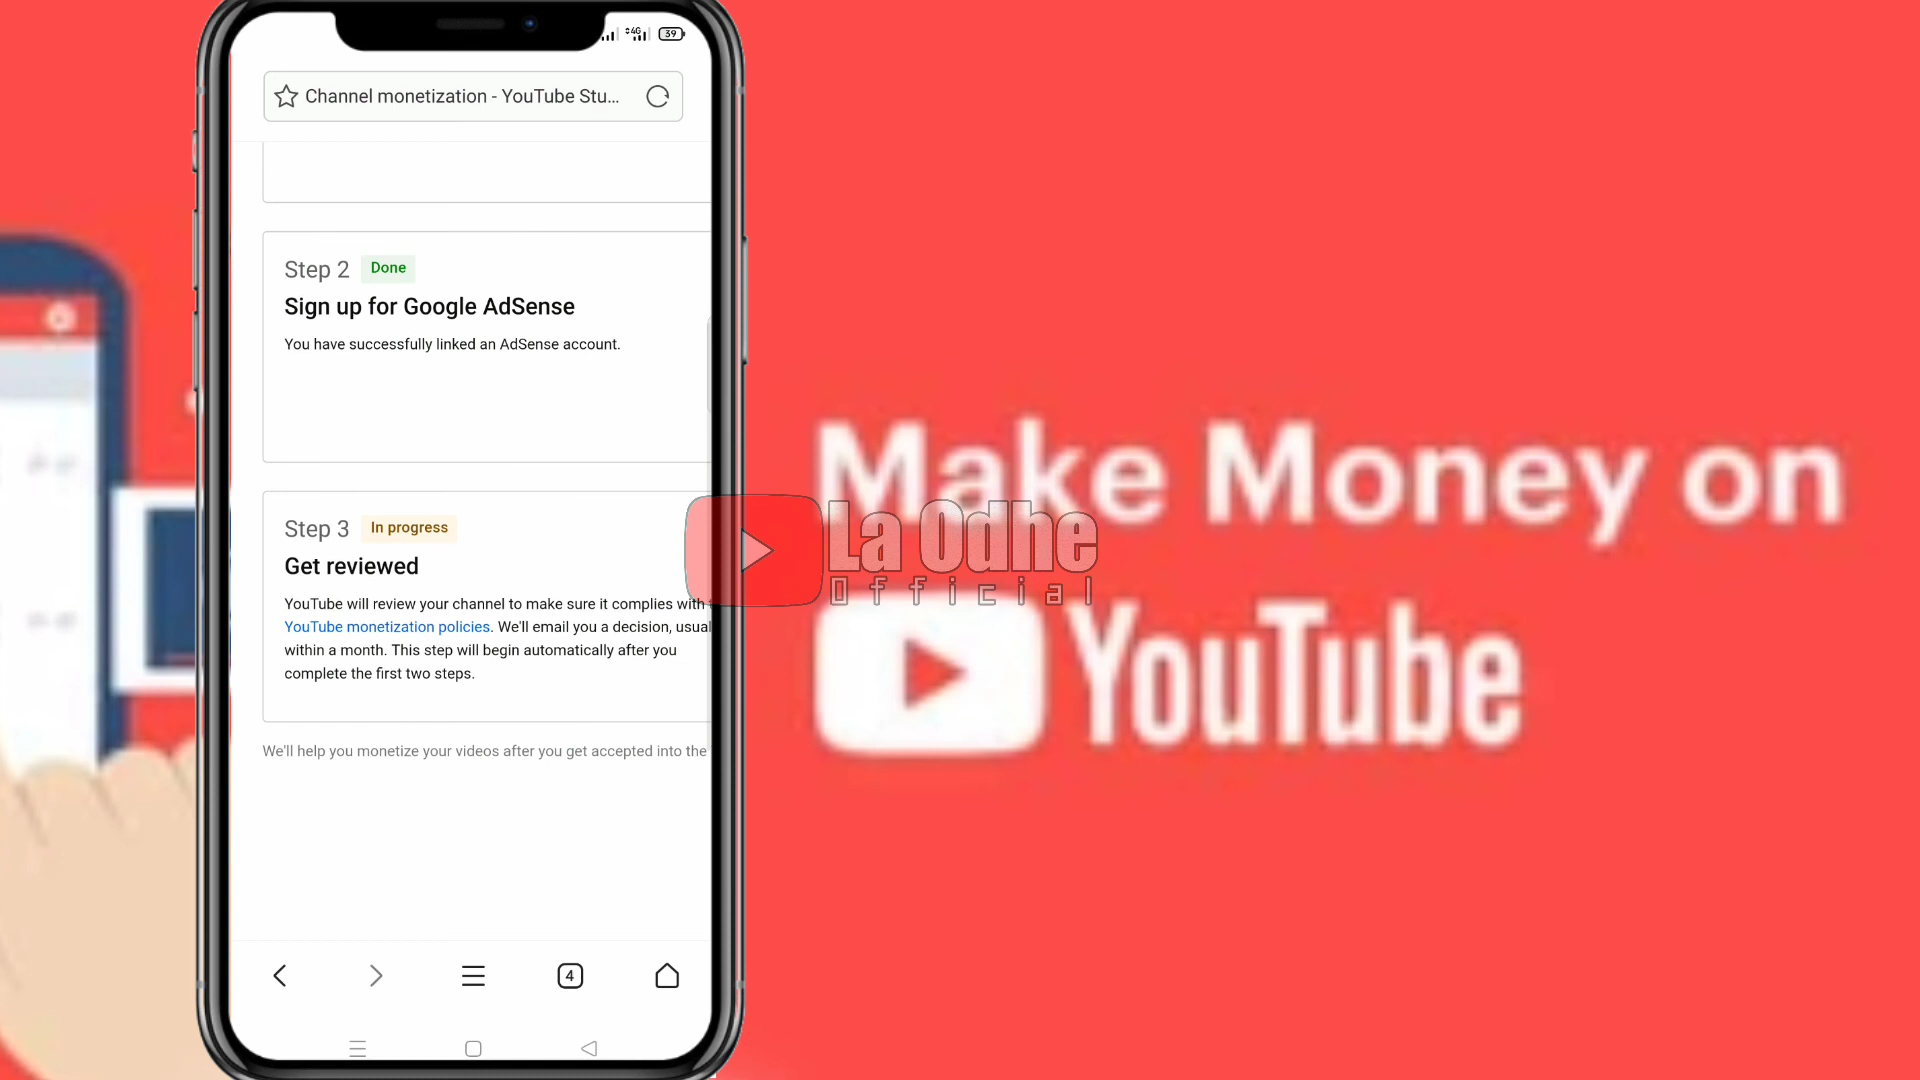 4G
39
Channel monetization - YouTube Stu...
Step 2 Done
Sign up for Google AdSense
You have successfully linked an AdSense account.
Step 3 In progress
Get reviewed
YouTube will review your channel to make sure it complies with
YouTube monetization policies. We'll email you a decision,
within a month. This step will begin automatically after you
complete the first two steps.
We'll help you monetize your videos after you get accepted into the
4
Make Money on
YouTube
La Odhe
Official